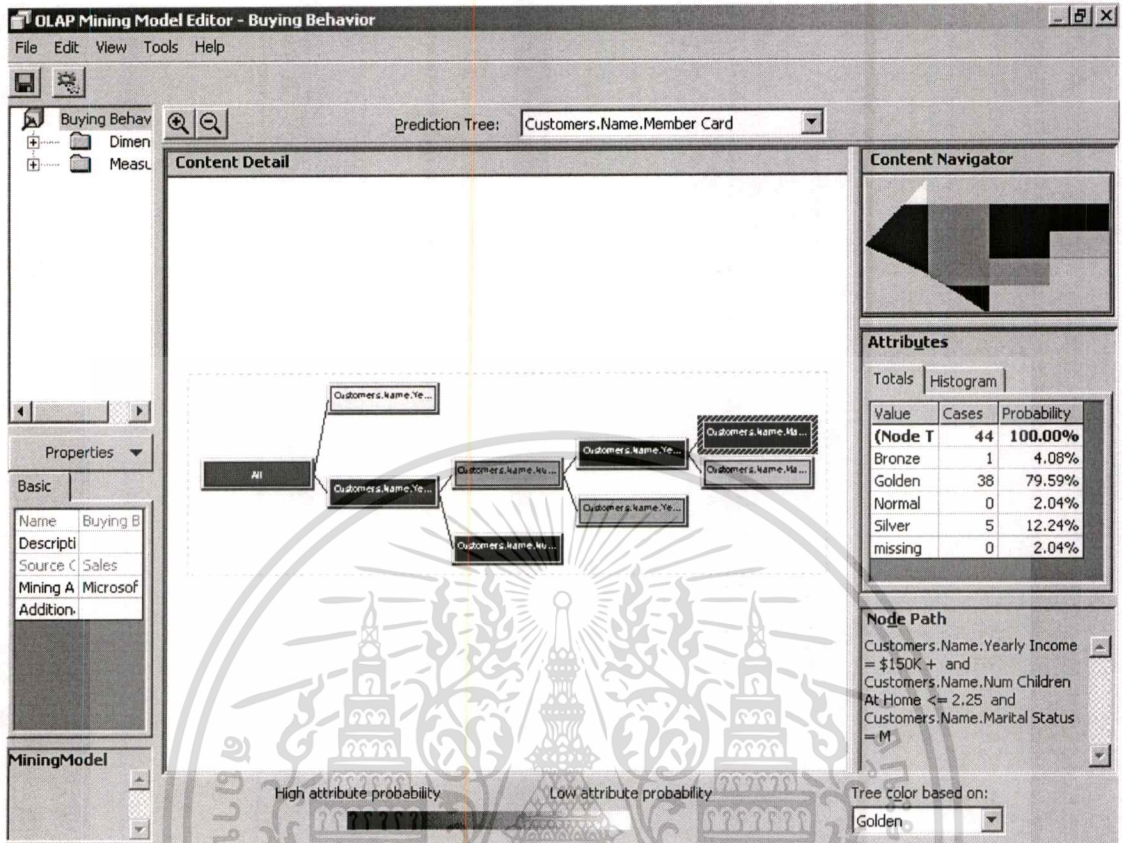 OLAP Mining Model Editor - Buying Behavior
File Edit View Tools Help
Buying Behav
Dimen
Measu
Prediction Tree: Customers.Name.Member Card
Content Detail
Content Navigator
All
Customers.Name.Ye...
Customers.Name.Ye...
Customers.Name.Nu...
Customers.Name.Nu...
Customers.Name.Ye...
Customers.Name.Ye...
Customers.Name.Ma...
Customers.Name.Ma...
Properties
Basic
Name Buying B
Descripti
Source C Sales
Mining A Microsof
Addition
MiningModel
Attributes
Totals Histogram
Value Cases Probability
(Node T 44 100.00%
Bronze 1 4.08%
Golden 38 79.59%
Normal 0 2.04%
Silver 5 12.24%
missing 0 2.04%
Node Path
Customers.Name.Yearly Income
= $150K + and
Customers.Name.Num Children
At Home <= 2.25 and
Customers.Name.Marital Status
= M
High attribute probability Low attribute probability
Tree color based on:
Golden